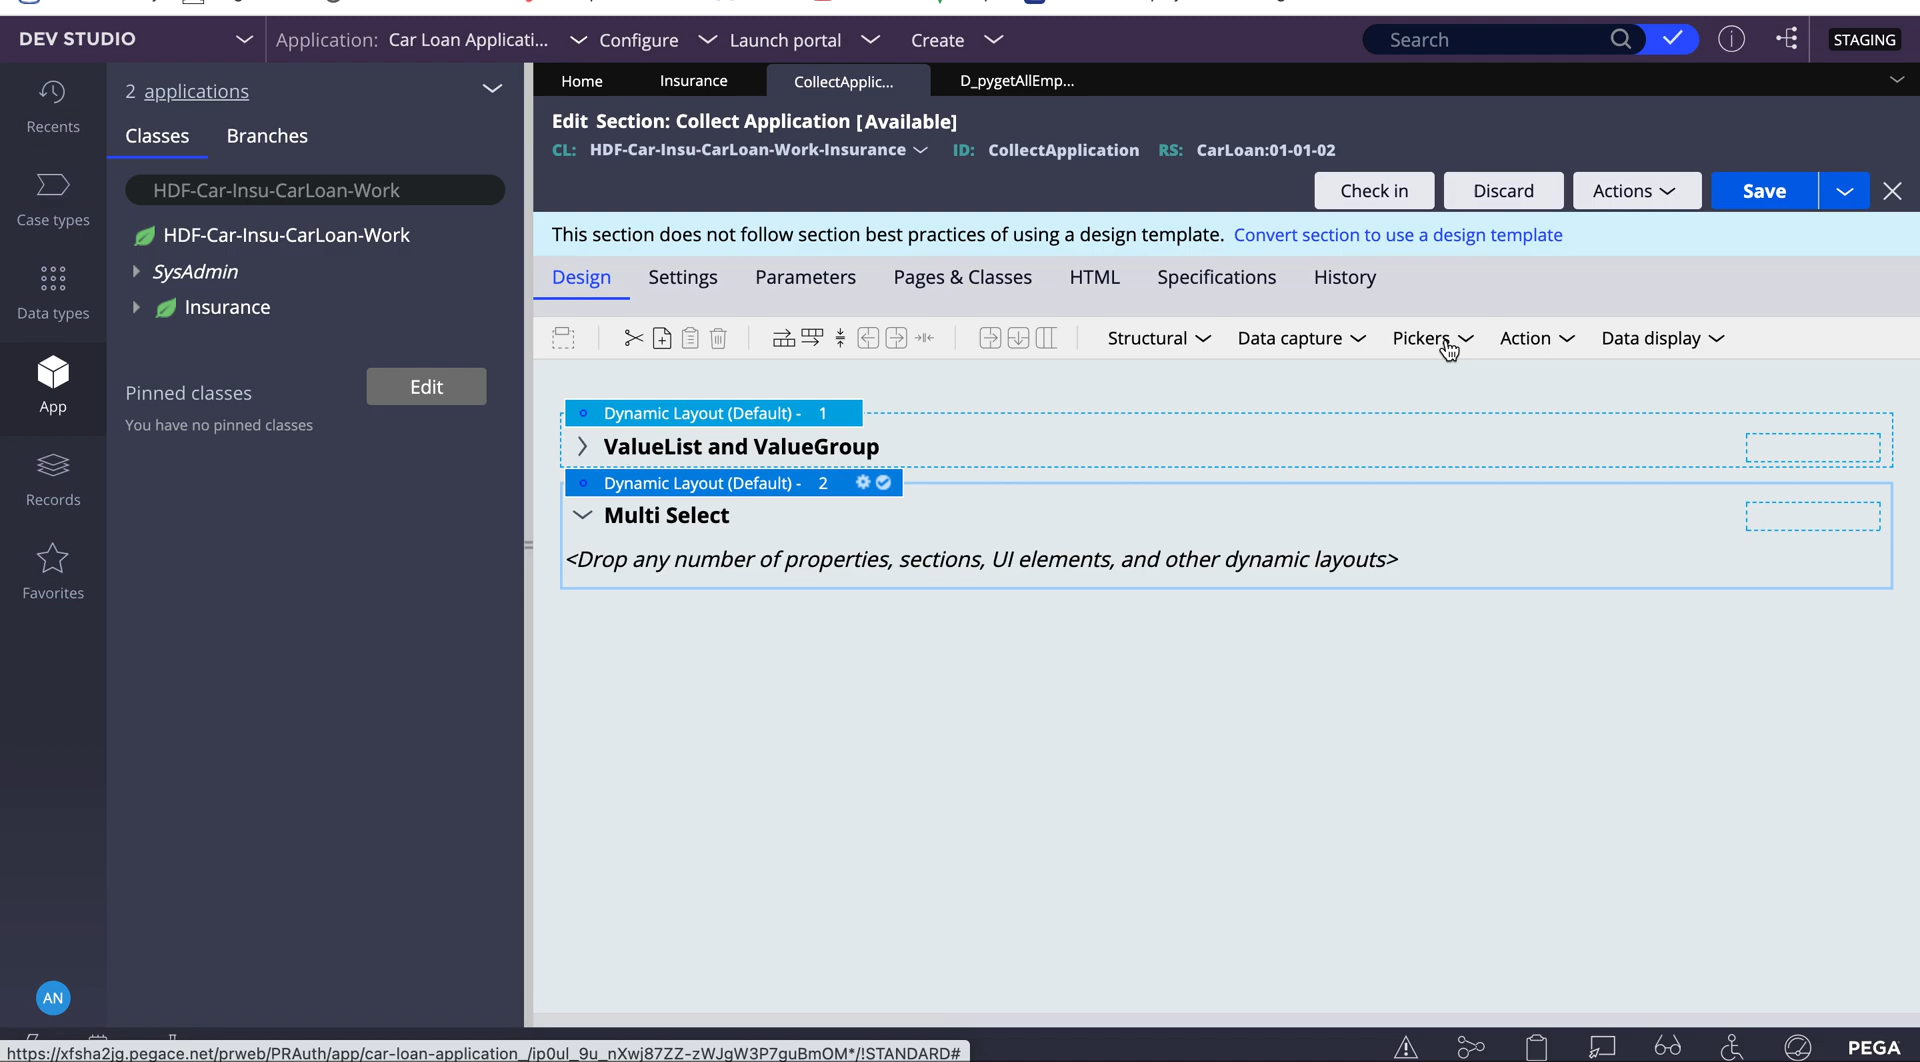 DEV STUDIO
Application: Car Loan Applicati...
Configure
Launch portal
Create
Search
STAGING
Recents
Case types
Data types
App
Records
Favorites
AN
2 applications
Classes
Branches
HDF-Car-Insu-CarLoan-Work
HDF-Car-Insu-CarLoan-Work
SysAdmin
Insurance
Pinned classes
Edit
You have no pinned classes
Home
Insurance
CollectApplic...
D_pygetAllEmp...
Edit Section: Collect Application [Available]
CL: HDF-Car-Insu-CarLoan-Work-Insurance ID: CollectApplication RS: CarLoan:01-01-02
Check in
Discard
Actions
Save
This section does not follow section best practices of using a design template. Convert section to use a design template
Design
Settings
Parameters
Pages & Classes
HTML
Specifications
History
Structural
Data capture
Pickers
Action
Data display
Dynamic Layout (Default) - 1
ValueList and ValueGroup
Dynamic Layout (Default) - 2
Multi Select
<Drop any number of properties, sections, UI elements, and other dynamic layouts>
https://xfsha2jg.pegace.net/prweb/PRAuth/app/car-loan-application_/ip0ul_9u_nXwj87ZZ-zWJgW3P7guBmOM*/!STANDARD#
PEGA